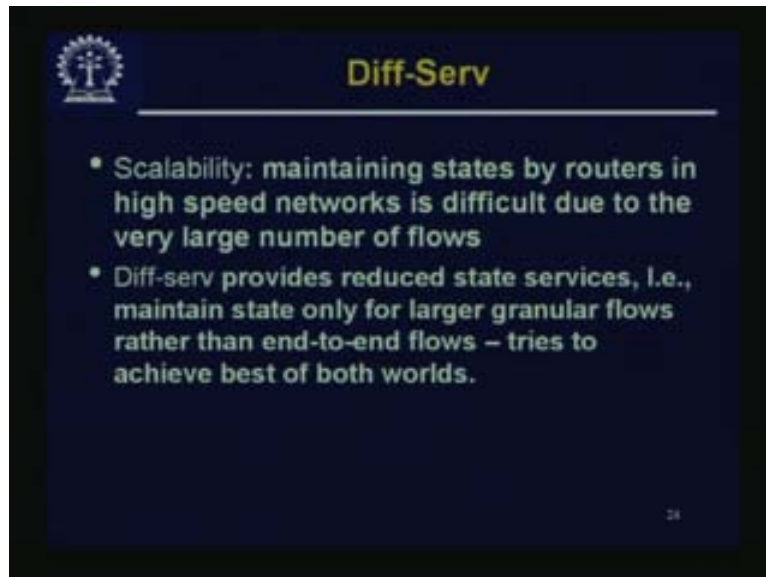 Diff-Serv
• Scalability: maintaining states by routers in
high speed networks is difficult due to the
very large number of flows
• Diff-serv provides reduced state services, I.e.,
maintain state only for larger granular flows
rather than end-to-end flows – tries to
achieve best of both worlds.
24